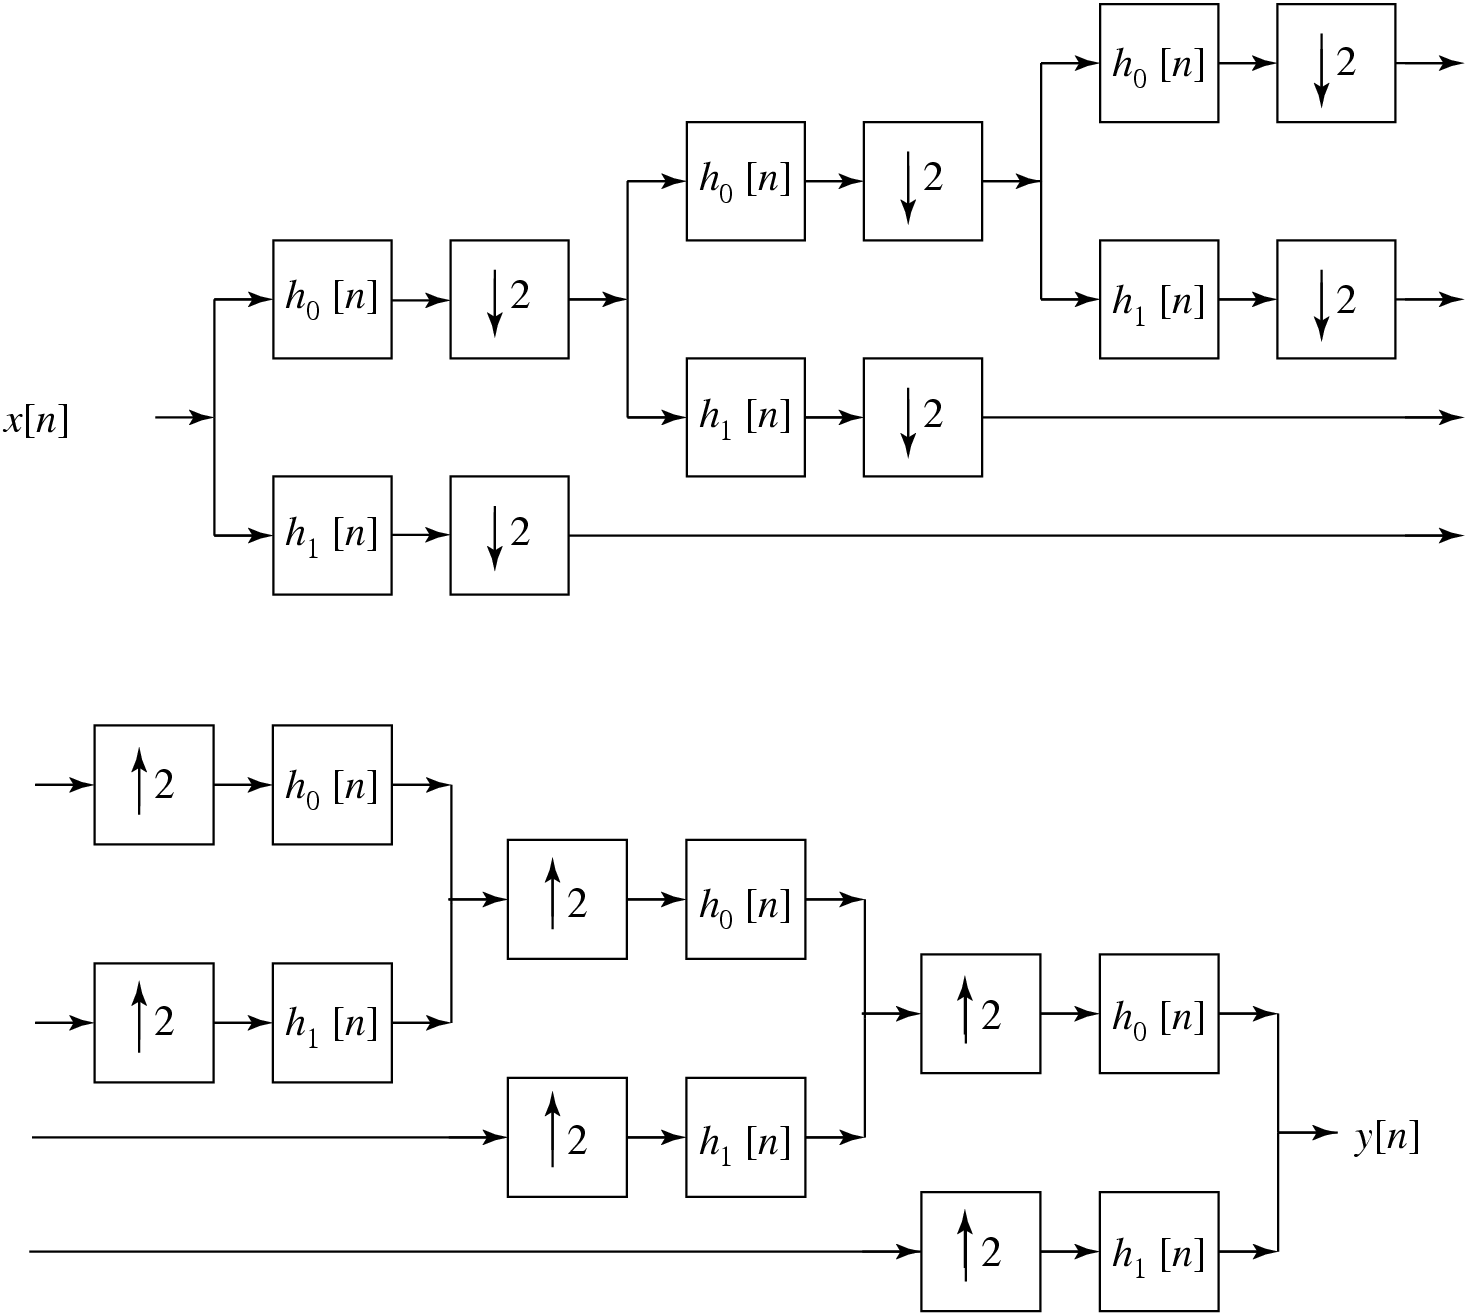 h₀ [n] ↓2
h₀ [n] ↓2
h₀ [n] ↓2 h₁ [n] ↓2
x[n] h₁ [n] ↓2
h₁ [n] ↓2
↑2 h₀ [n]
↑2 h₀ [n]
↑2 h₁ [n] ↑2 h₀ [n]
↑2 h₁ [n] y[n]
↑2 h₁ [n]